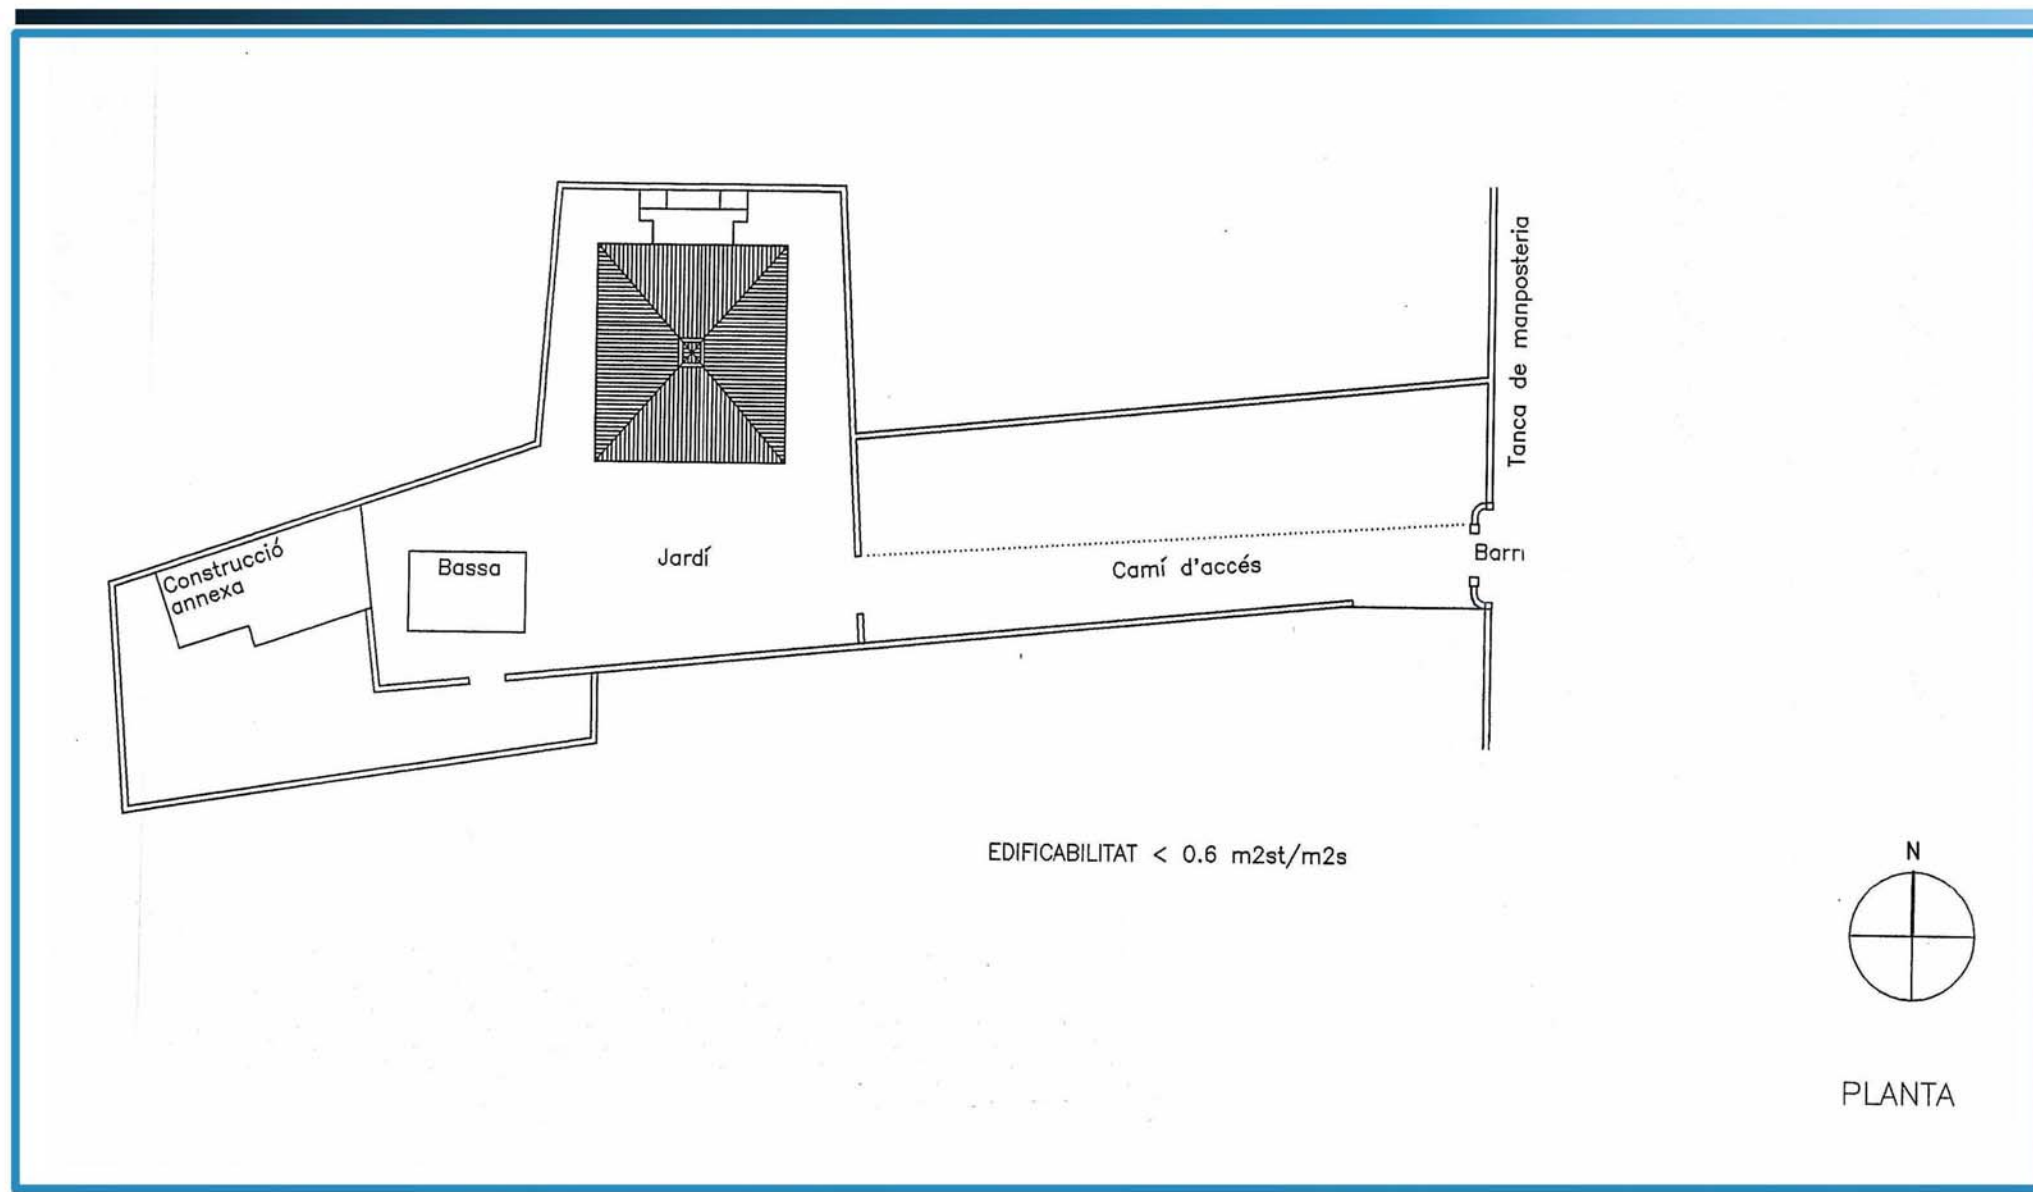 Tanca de manposteria
Construcció
annexa
Bassa
Jardí
Camí d'accés
Barri
EDIFICABILITAT < 0.6 m2st/m2s
N
PLANTA